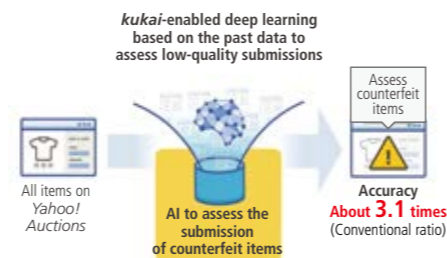 kukai-enabled deep learning
based on the past data to
assess low-quality submissions
All items on
Yahoo!
Auctions
AI to assess the
submission
of counterfeit items
Assess
counterfeit
items
Accuracy
About 3.1 times
(Conventional ratio)